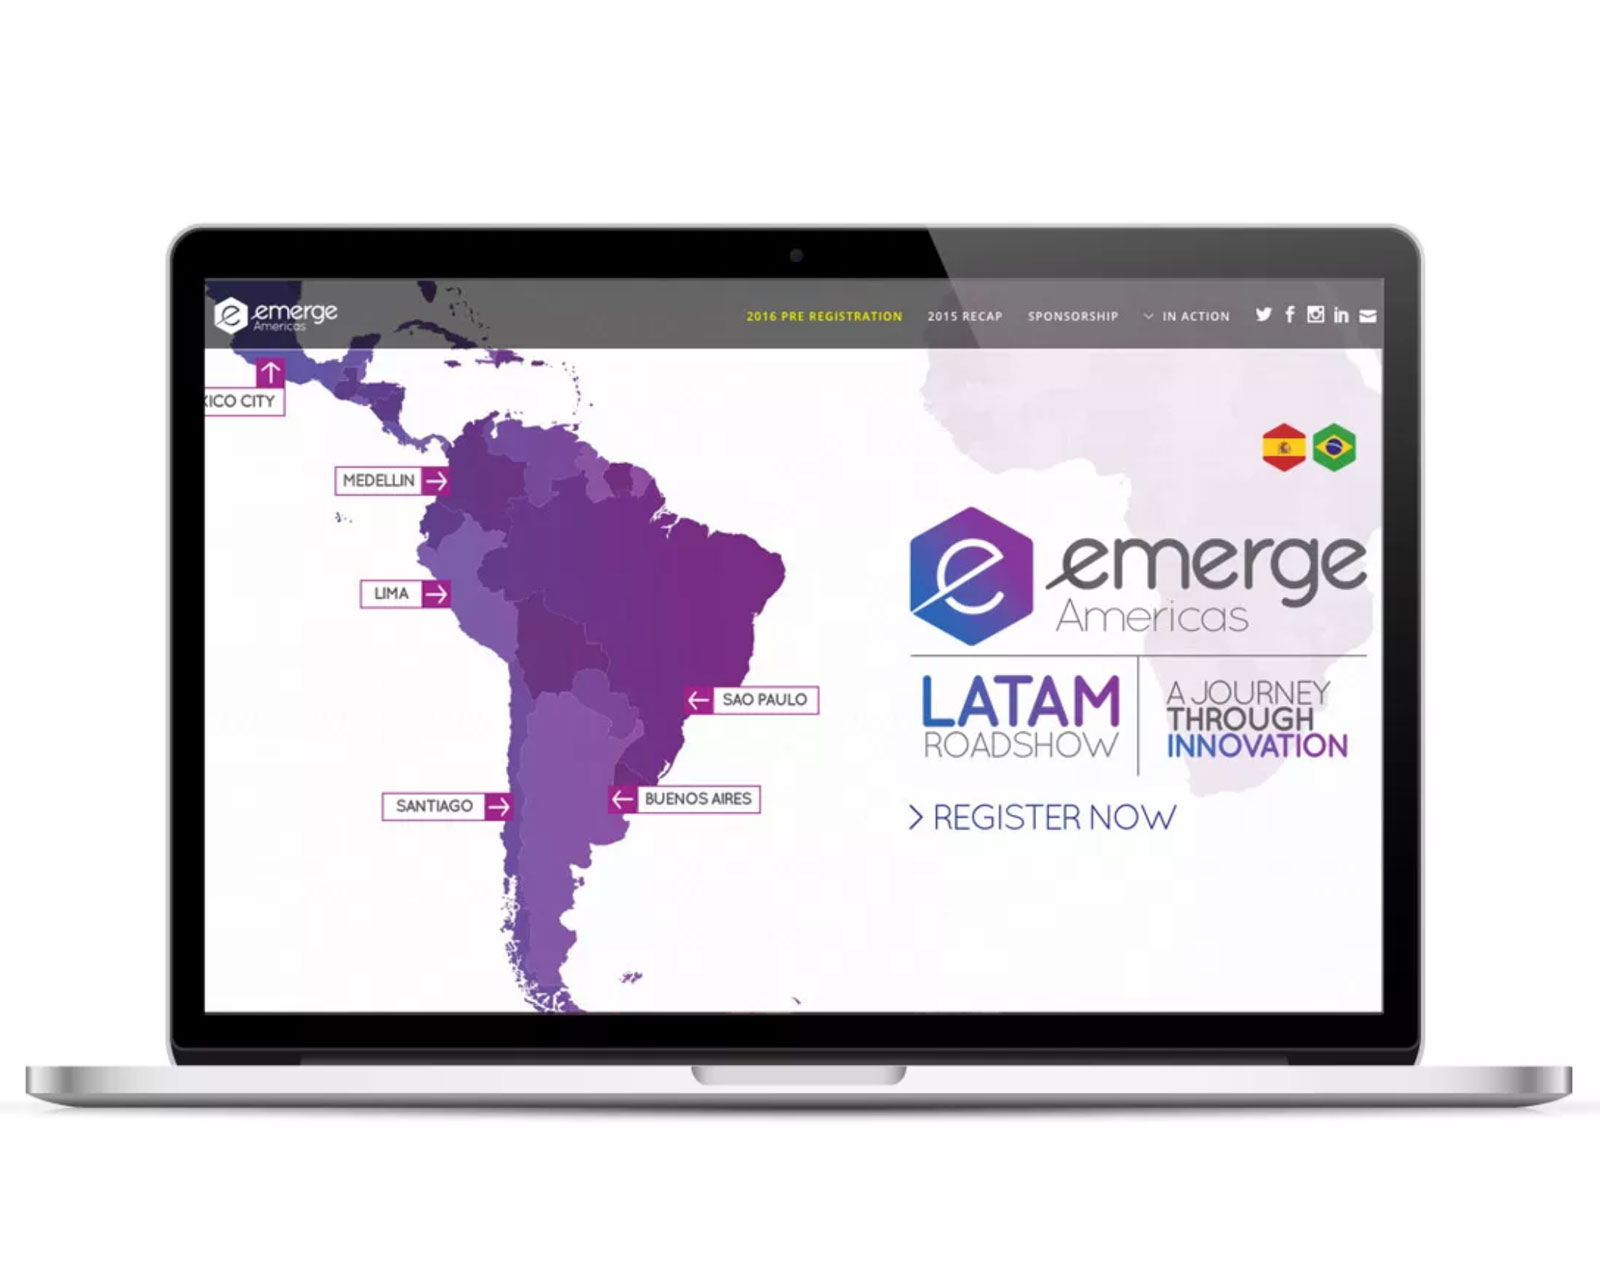 emerge
Americas
2016 PRE REGISTRATION
2015 RECAP
SPONSORSHIP
IN ACTION
XICO CITY
MEDELLIN
LIMA
SAO PAULO
SANTIAGO
BUENOS AIRES
emerge
Americas
LATAM
ROADSHOW
A JOURNEY
THROUGH
INNOVATION
> REGISTER NOW